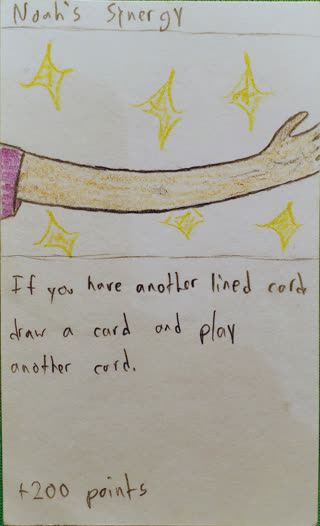 Noah's Synergy
If you have another lined card
draw a card and play
another card.
+200 points